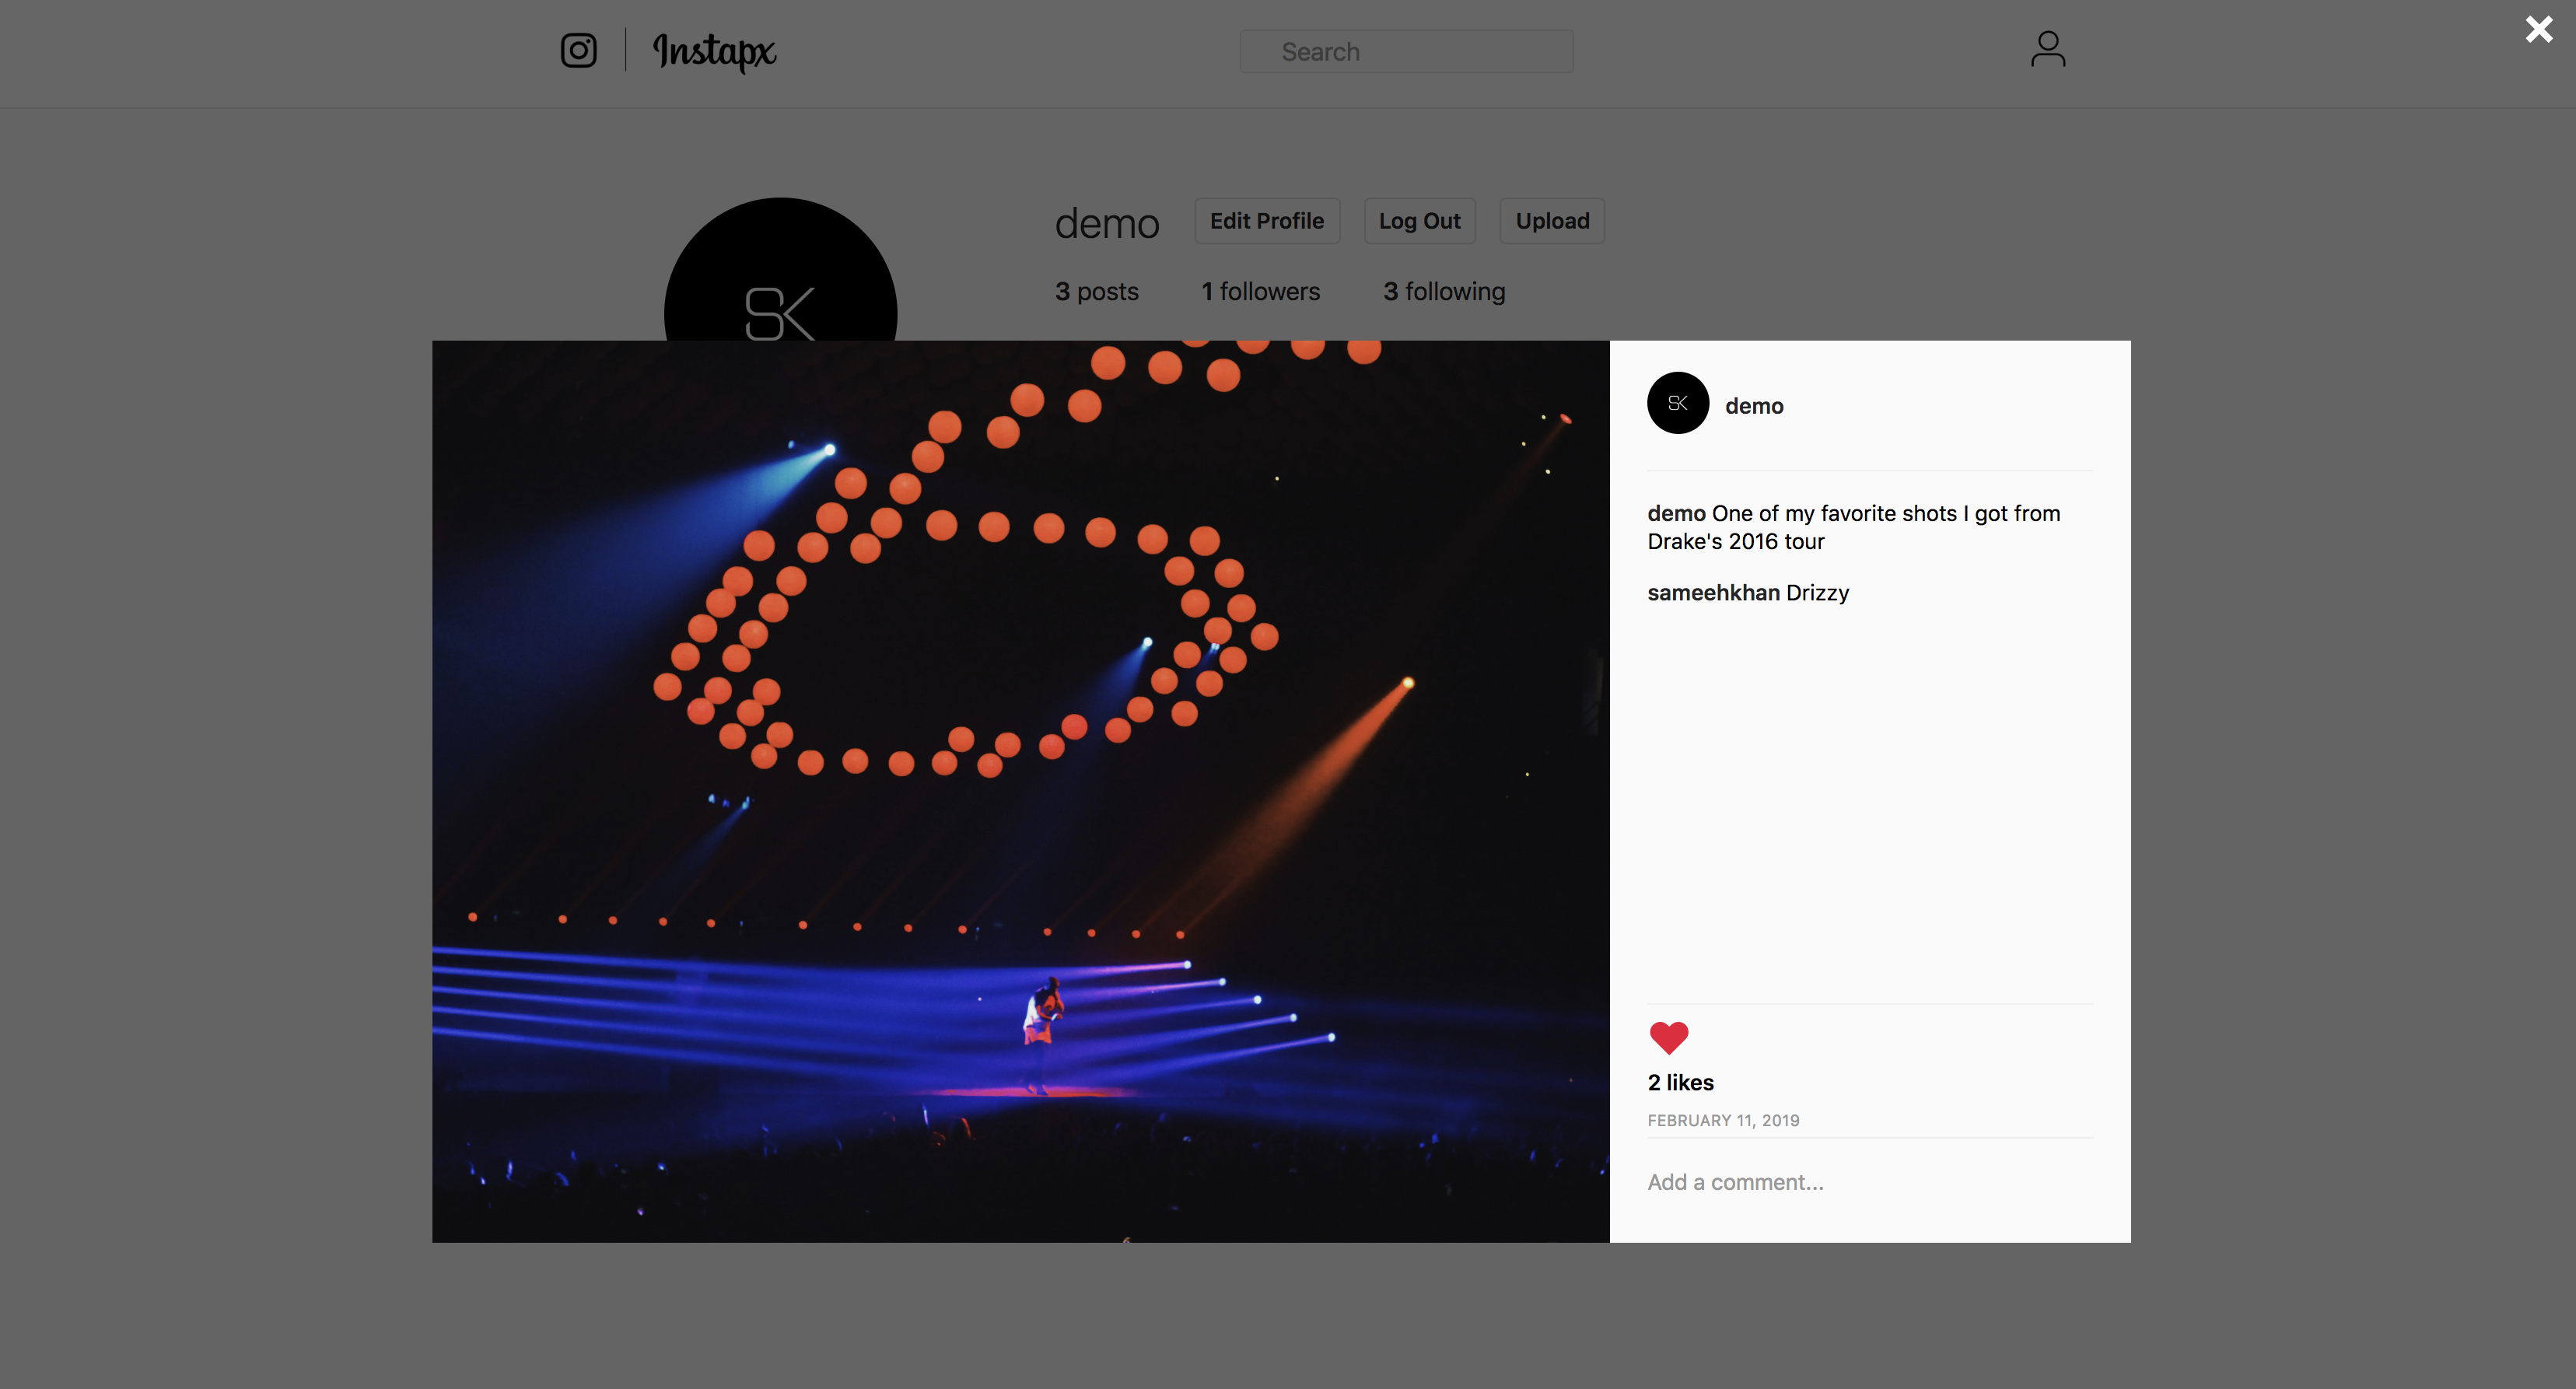 Instapx
Search
demo
Edit Profile
Log Out
Upload
3 posts
1 followers
3 following
SK
SK
demo
demo One of my favorite shots I got from
Drake's 2016 tour
sameehkhan Drizzy
2 likes
FEBRUARY 11, 2019
Add a comment...